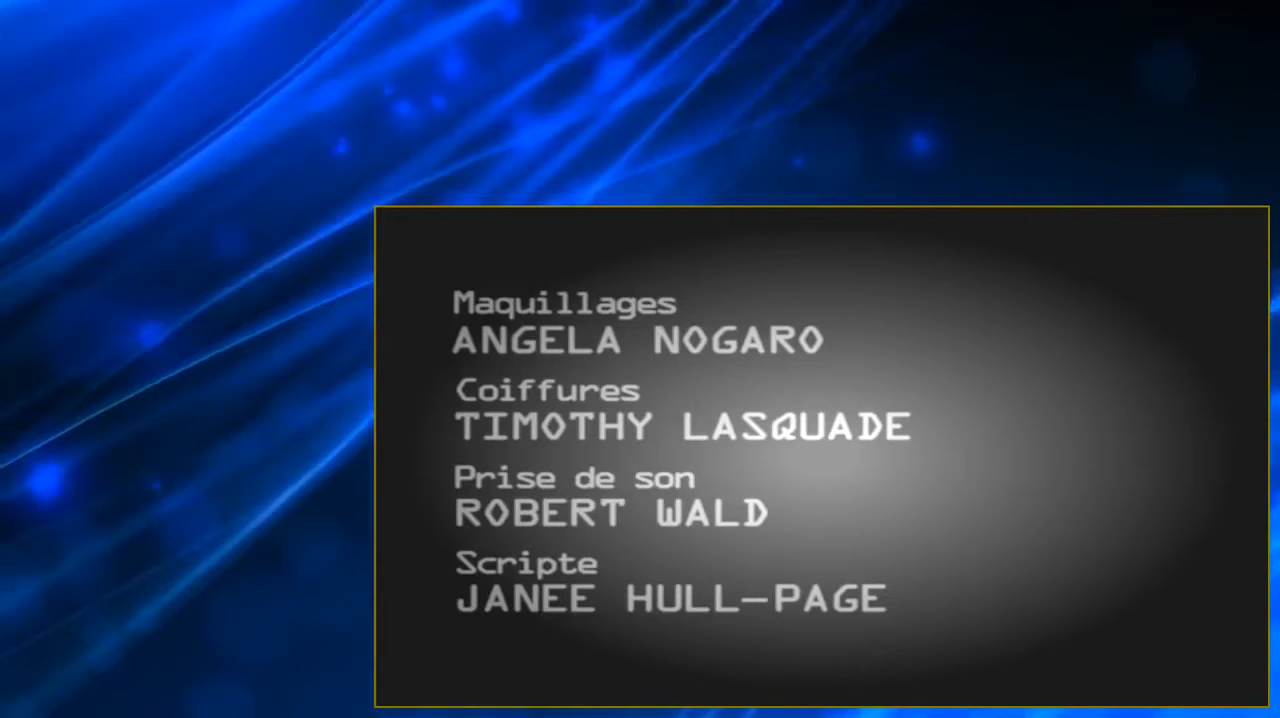 Maquillages
ANGELA NOGARO
Coiffures
TIMOTHY LASQUADE
Prise de son
ROBERT WALD
Scripte
JANEE HULL-PAGE